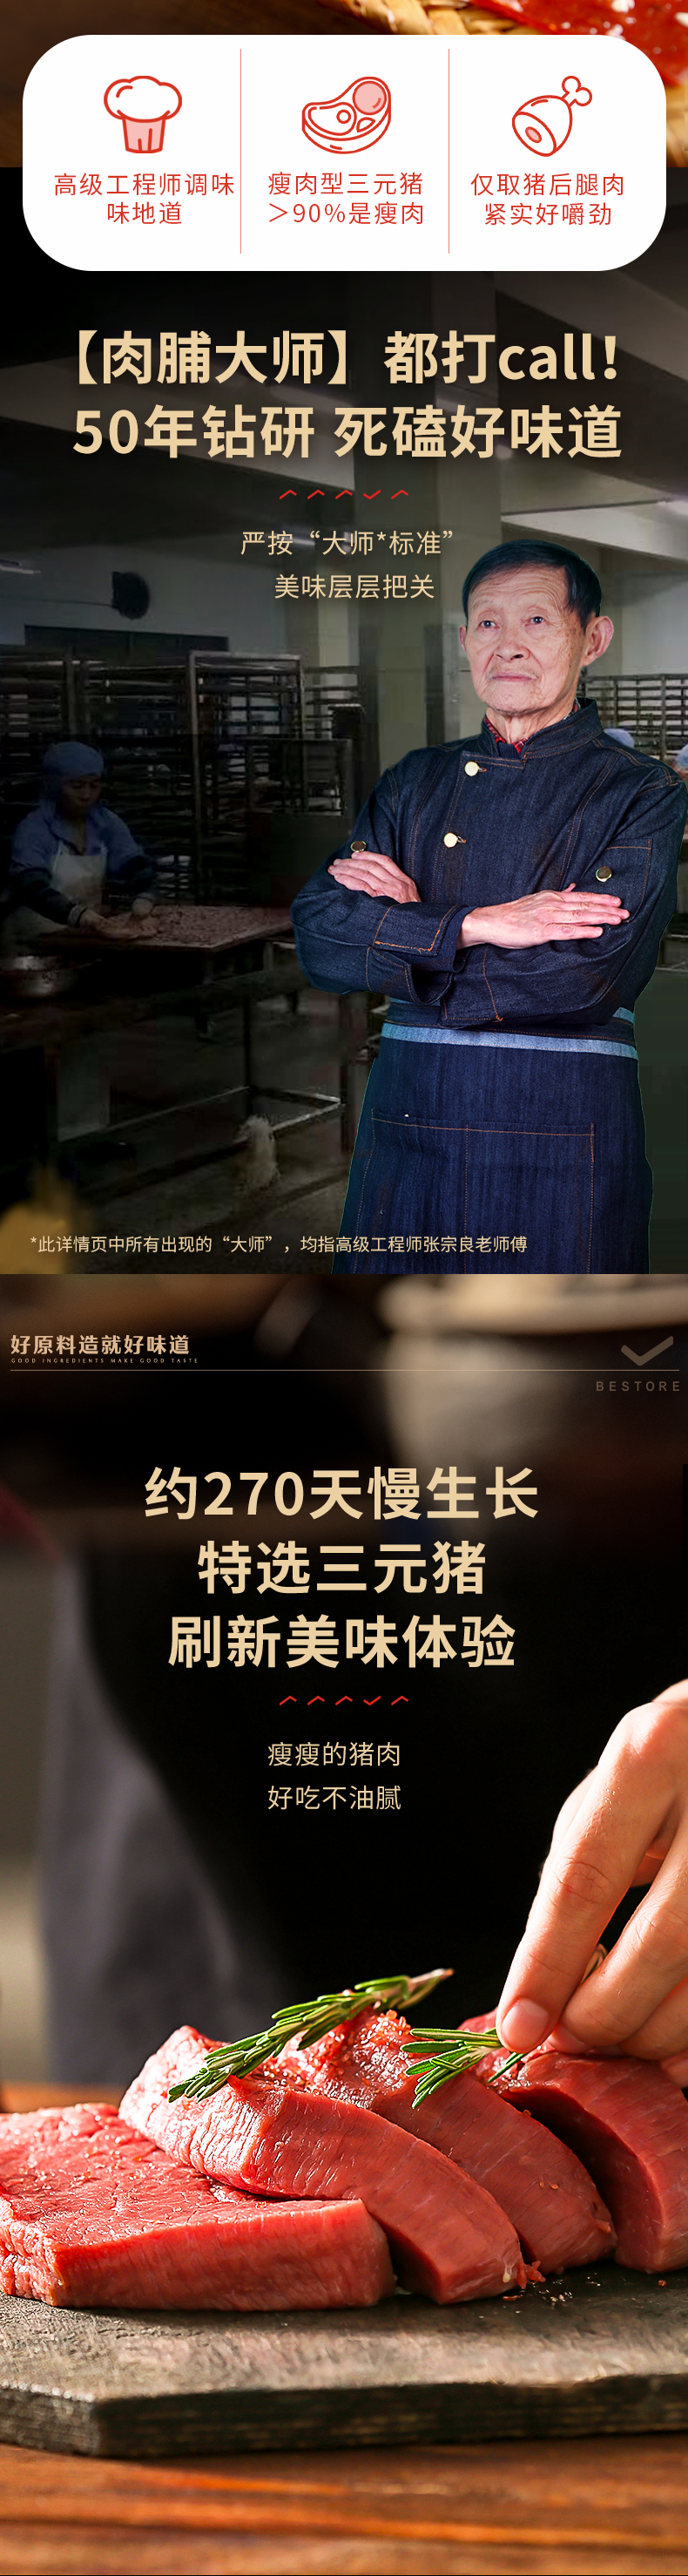 高级工程师调味
味地道
瘦肉型三元猪
＞90%是瘦肉
仅取猪后腿肉
紧实好嚼劲
【肉脯大师】都打call！
50年钻研 死磕好味道
严按“大师*标准”
美味层层把关
*此详情页中所有出现的“大师”，均指高级工程师张宗良老师傅
好原料造就好味道
GOOD INGREDIENTS MAKE GOOD TASTE
BESTORE
约270天慢生长
特选三元猪
刷新美味体验
瘦瘦的猪肉
好吃不油腻